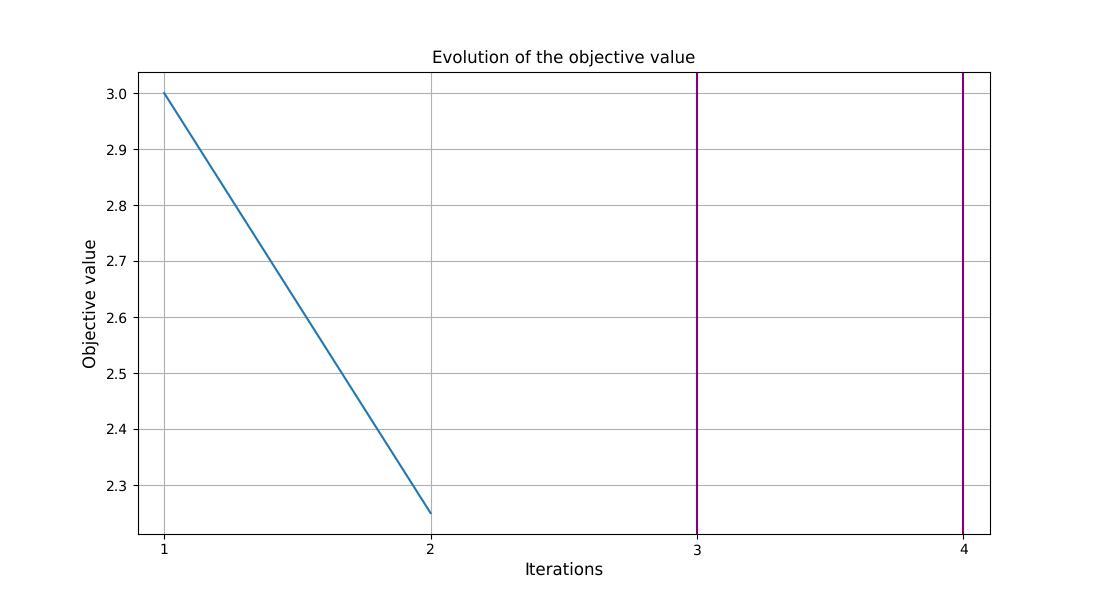 Evolution of the objective value
3.0
2.9
2.8
2.7
2.6
2.5
2.4
2.3
Objective value
1 2 3 4
Iterations